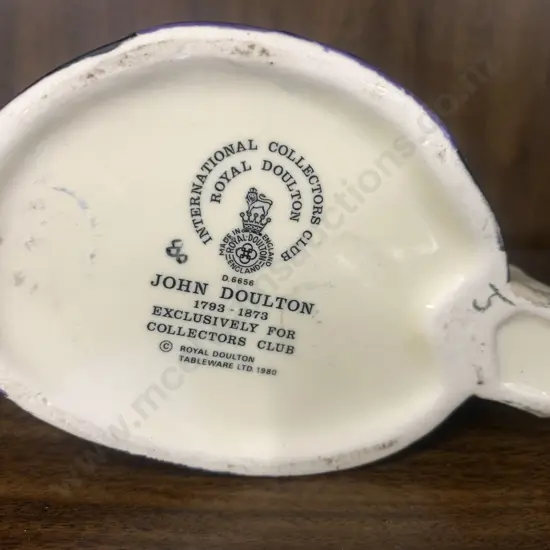 INTERNATIONAL COLLECTORS CLUB
ROYAL DOULTON
MADE IN ENGLAND
ROYAL DOULTON
ENGLAND
D.6656
JOHN DOULTON
1793 - 1873
EXCLUSIVELY FOR
COLLECTORS CLUB
© ROYAL DOULTON
TABLEWARE LTD 1980